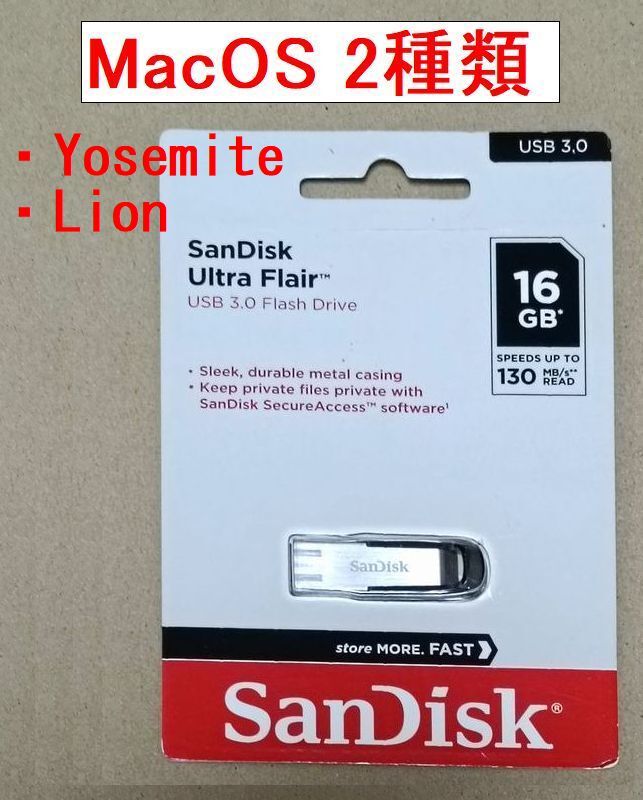 MacOS 2種類
・Yosemite
・Lion
USB 3.0
SanDisk
Ultra Flair™
USB 3.0 Flash Drive
16
GB*
SPEEDS UP TO
130 MB/s**
READ
• Sleek, durable metal casing
• Keep private files private with
SanDisk SecureAccess™ software¹
SanDisk
store MORE. FAST
SanDisk®